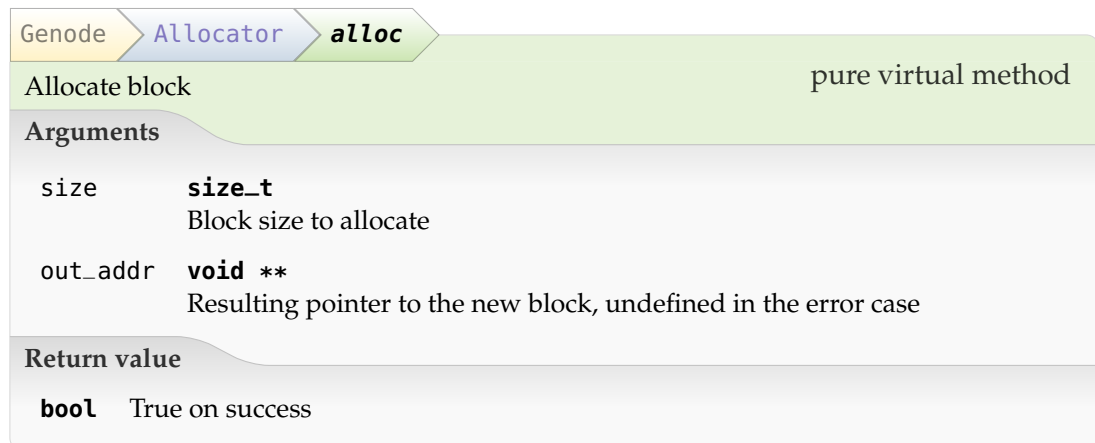 Genode Allocator alloc
Allocate block
pure virtual method
Arguments
size size_t
Block size to allocate
out_addr void **
Resulting pointer to the new block, undefined in the error case
Return value
bool True on success